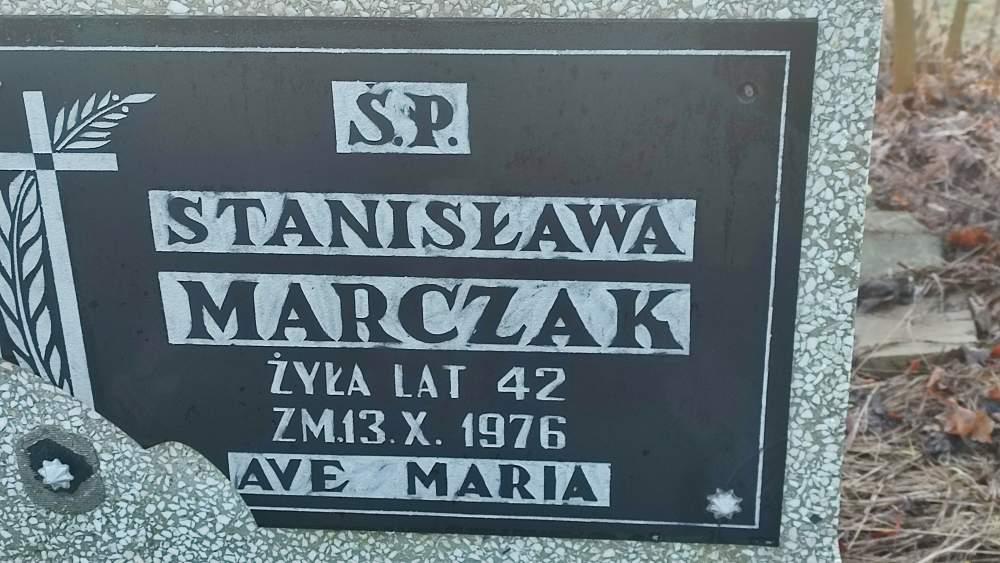 Ś.P.
STANISŁAWA
MARCZAK
ŻYŁA LAT 42
ZM.13.X.1976
AVE MARIA